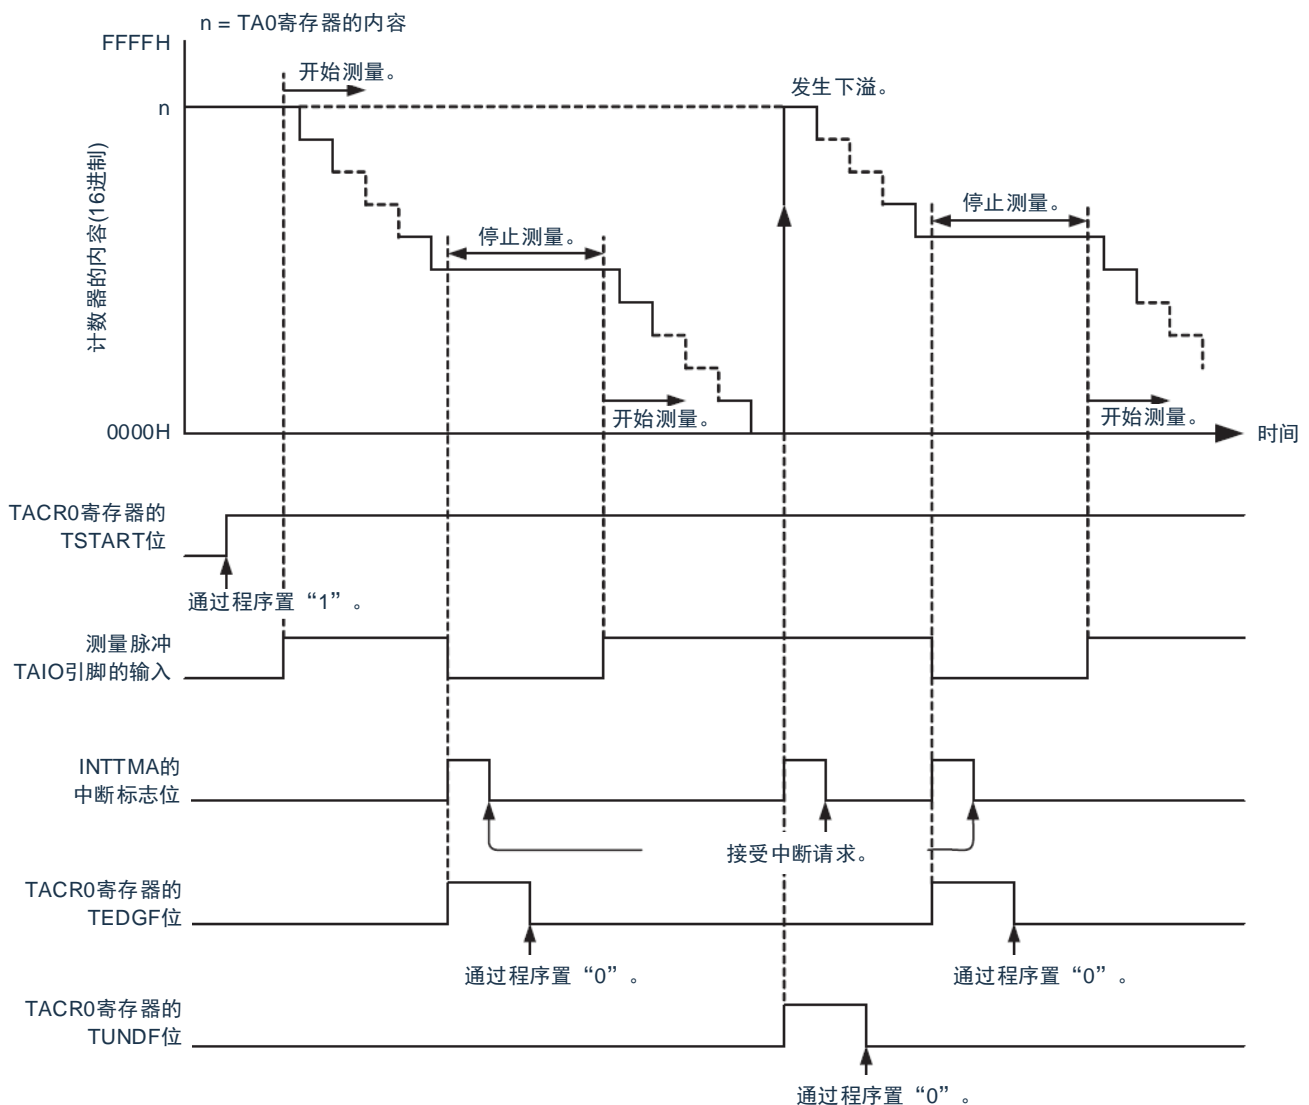 n = TA0寄存器的内容
FFFFH
开始测量。
发生下溢。
n
计数器的内容(16进制)
停止测量。
停止测量。
开始测量。
开始测量。
0000H
时间
TACR0寄存器的
TSTART位
通过程序置“1”。
测量脉冲
TAIO引脚的输入
INTTMA的
中断标志位
接受中断请求。
TACR0寄存器的
TEDGF位
通过程序置“0”。
通过程序置“0”。
TACR0寄存器的
TUNDF位
通过程序置“0”。